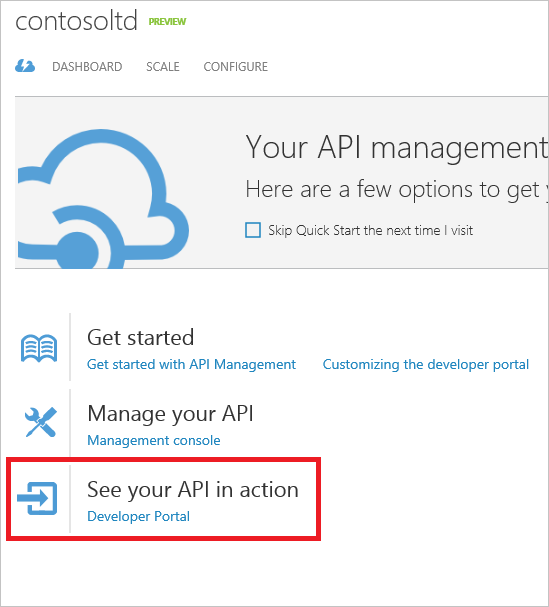 contosoltd PREVIEW
DASHBOARD SCALE CONFIGURE
Your API management
Here are a few options to get
Skip Quick Start the next time I visit
Get started
Get started with API Management Customizing the developer portal
Manage your API
Management console
See your API in action
Developer Portal